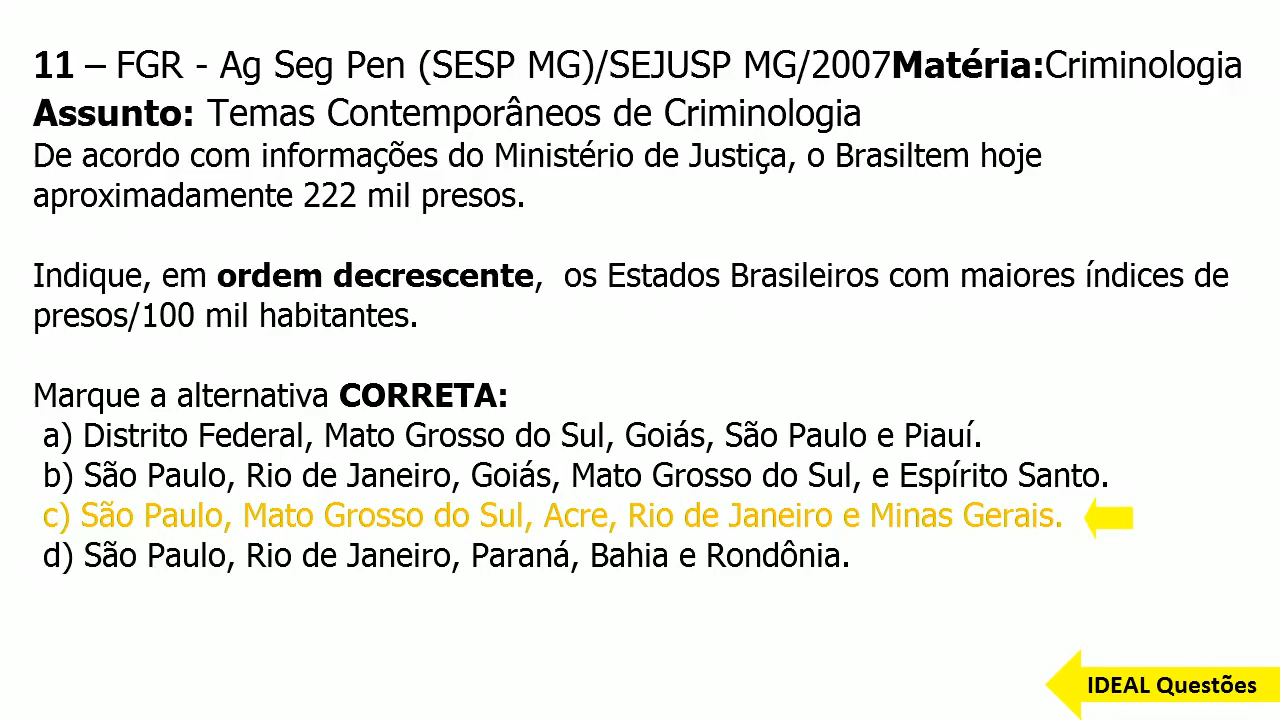 11 – FGR - Ag Seg Pen (SESP MG)/SEJUSP MG/2007Matéria:Criminologia
Assunto: Temas Contemporâneos de Criminologia
De acordo com informações do Ministério de Justiça, o Brasiltem hoje
aproximadamente 222 mil presos.
Indique, em ordem decrescente, os Estados Brasileiros com maiores índices de
presos/100 mil habitantes.
Marque a alternativa CORRETA:
a) Distrito Federal, Mato Grosso do Sul, Goiás, São Paulo e Piauí.
b) São Paulo, Rio de Janeiro, Goiás, Mato Grosso do Sul, e Espírito Santo.
c) São Paulo, Mato Grosso do Sul, Acre, Rio de Janeiro e Minas Gerais.
d) São Paulo, Rio de Janeiro, Paraná, Bahia e Rondônia.
IDEAL Questões